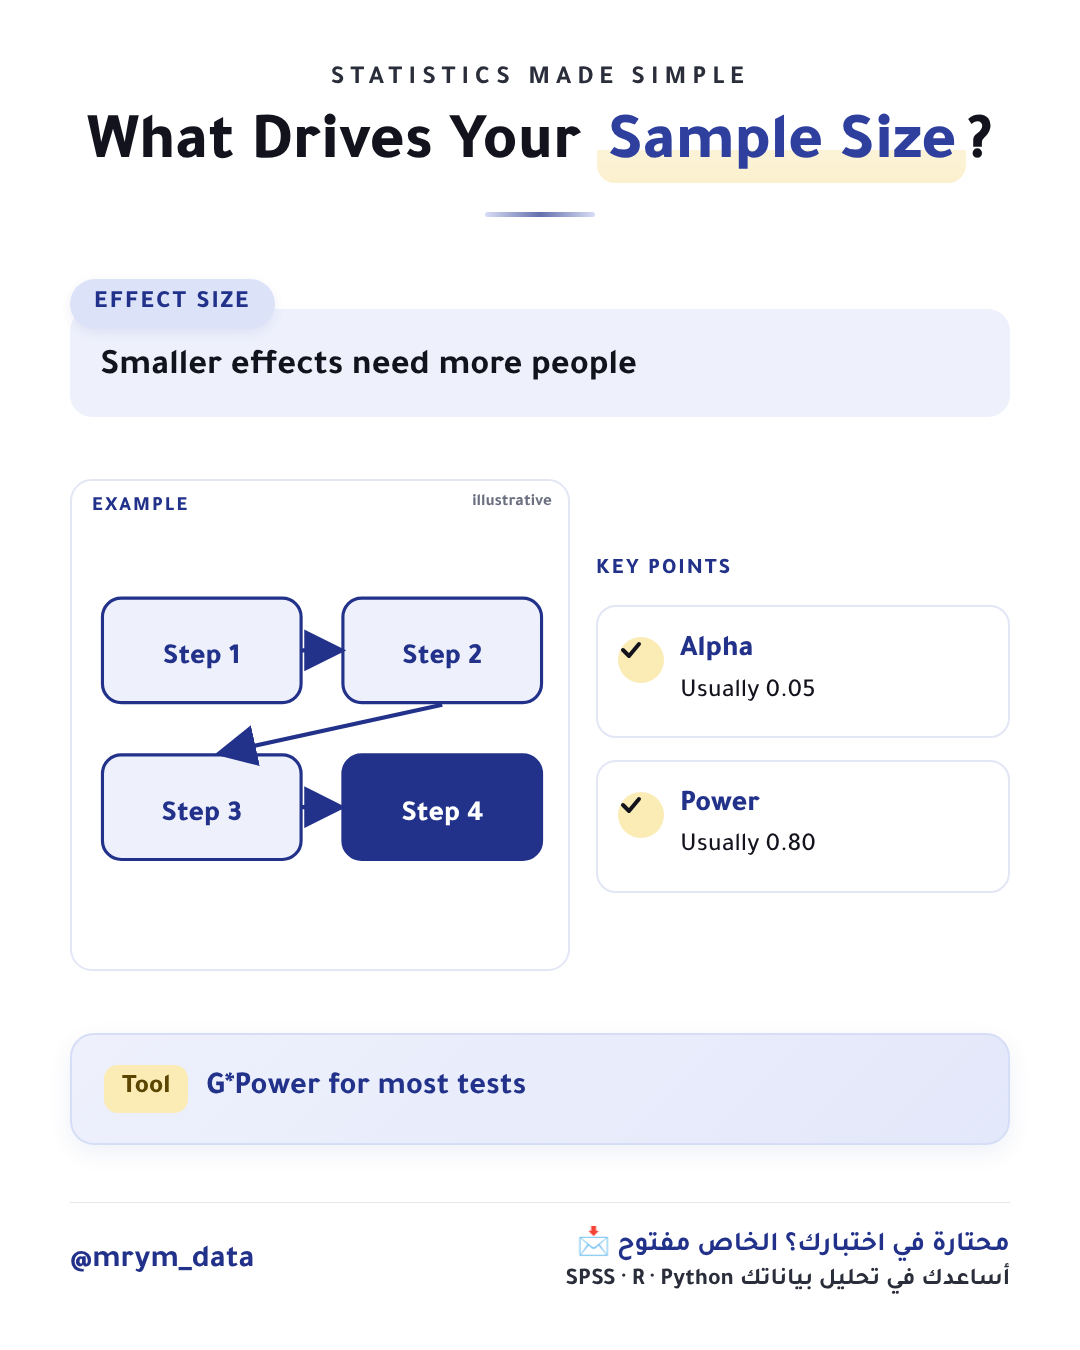 STATISTICS MADE SIMPLE
What Drives Your Sample Size?
EFFECT SIZE
Smaller effects need more people
EXAMPLE
illustrative
Step 1
Step 2
Step 3
Step 4
KEY POINTS
Alpha
Usually 0.05
Power
Usually 0.80
Tool
G*Power for most tests
@mrym_data
محتارة في اختبارك؟ الخاص مفتوح 📩
أساعدك في تحليل بياناتك SPSS · R · Python